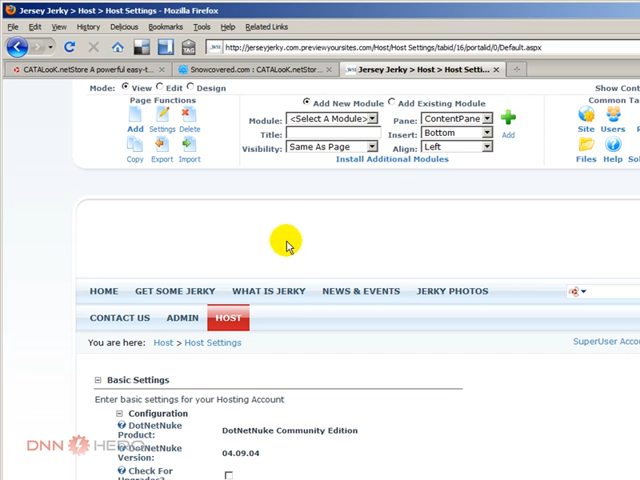 Jersey Jerky > Host > Host Settings - Mozilla Firefox
File Edit View History Delicious Bookmarks Tools Help Related Links
http://jerseyjerky.com.previewyoursites.com/Host/Host Settings/tabid/16/portalid/0/Default.aspx
CATALooK.netStore A powerful easy-t... Snowcovered.com : CATALooK.netSTOR... Jersey Jerky > Host > Host Setti...
Mode: View Edit Design Show Cont
Page Functions Add New Module Add Existing Module Common Ta
Module: <Select A Module> Pane: ContentPane
Add Settings Delete Title: Insert: Bottom Add Site Users
Visibility: Same As Page Align: Left
Copy Export Import Install Additional Modules Files Help Sol
HOME GET SOME JERKY WHAT IS JERKY NEWS & EVENTS JERKY PHOTOS
CONTACT US ADMIN HOST
You are here: Host > Host Settings SuperUser Accou
Basic Settings
Enter basic settings for your Hosting Account
Configuration
DotNetNuke Product: DotNetNuke Community Edition
DotNetNuke Version: 04.09.04
Check For Upgrades?
DNN HERO